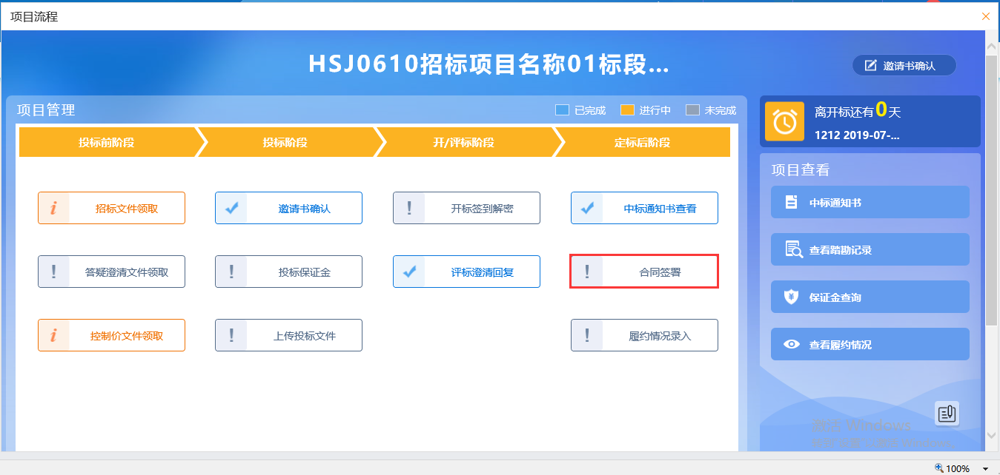 项目流程
HSJ0610招标项目名称01标段...
邀请书确认
项目管理
已完成 进行中 未完成
投标前阶段 投标阶段 开/评标阶段 定标后阶段
招标文件领取 邀请书确认 开标签到解密 中标通知书查看
答疑澄清文件领取 投标保证金 评标澄清回复 合同签署
控制价文件领取 上传投标文件 履约情况录入
离开标还有0天
1212 2019-07-...
项目查看
中标通知书
查看踏勘记录
保证金查询
查看履约情况
激活 Windows
100%